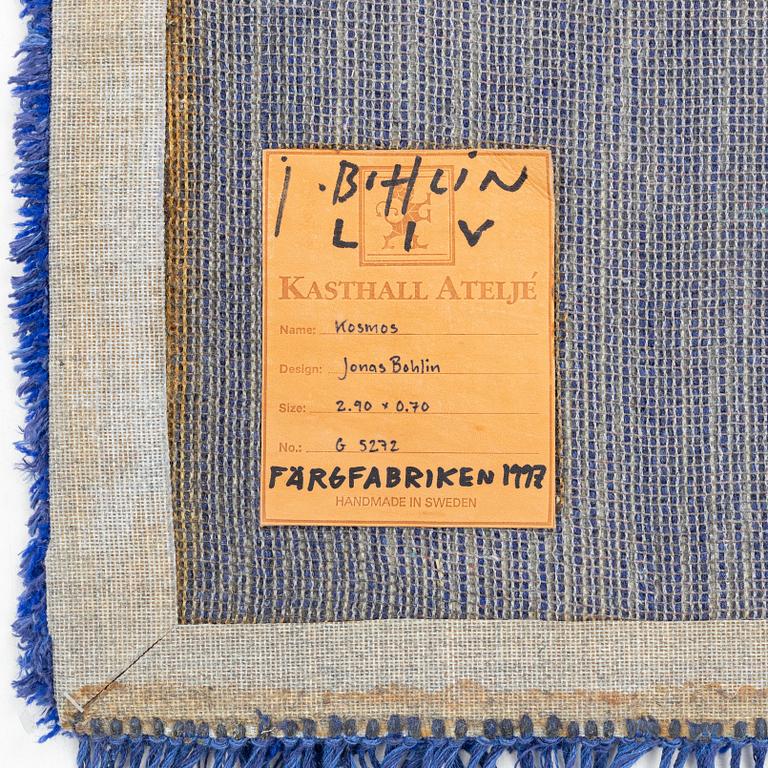 j. BOHLIN
LIV
KASTHALL ATELJÉ
Name: Kosmos
Design: Jonas Bohlin
Size: 2.90 x 0.70
No.: G 5272
FÄRGFABRIKEN 1997
HANDMADE IN SWEDEN